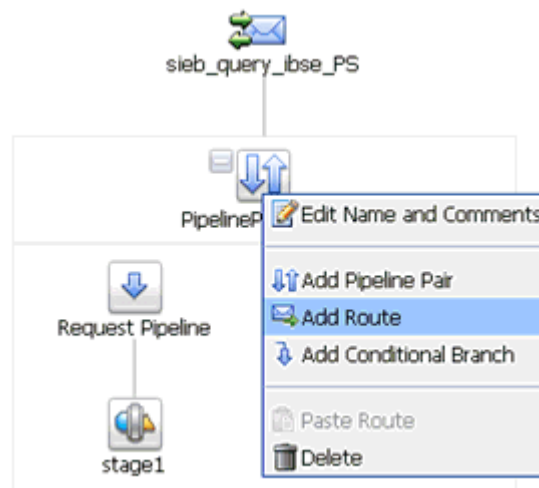 sieb_query_ibse_PS
PipelineP
Edit Name and Comments
Add Pipeline Pair
Add Route
Add Conditional Branch
Paste Route
Delete
Request Pipeline
stage1